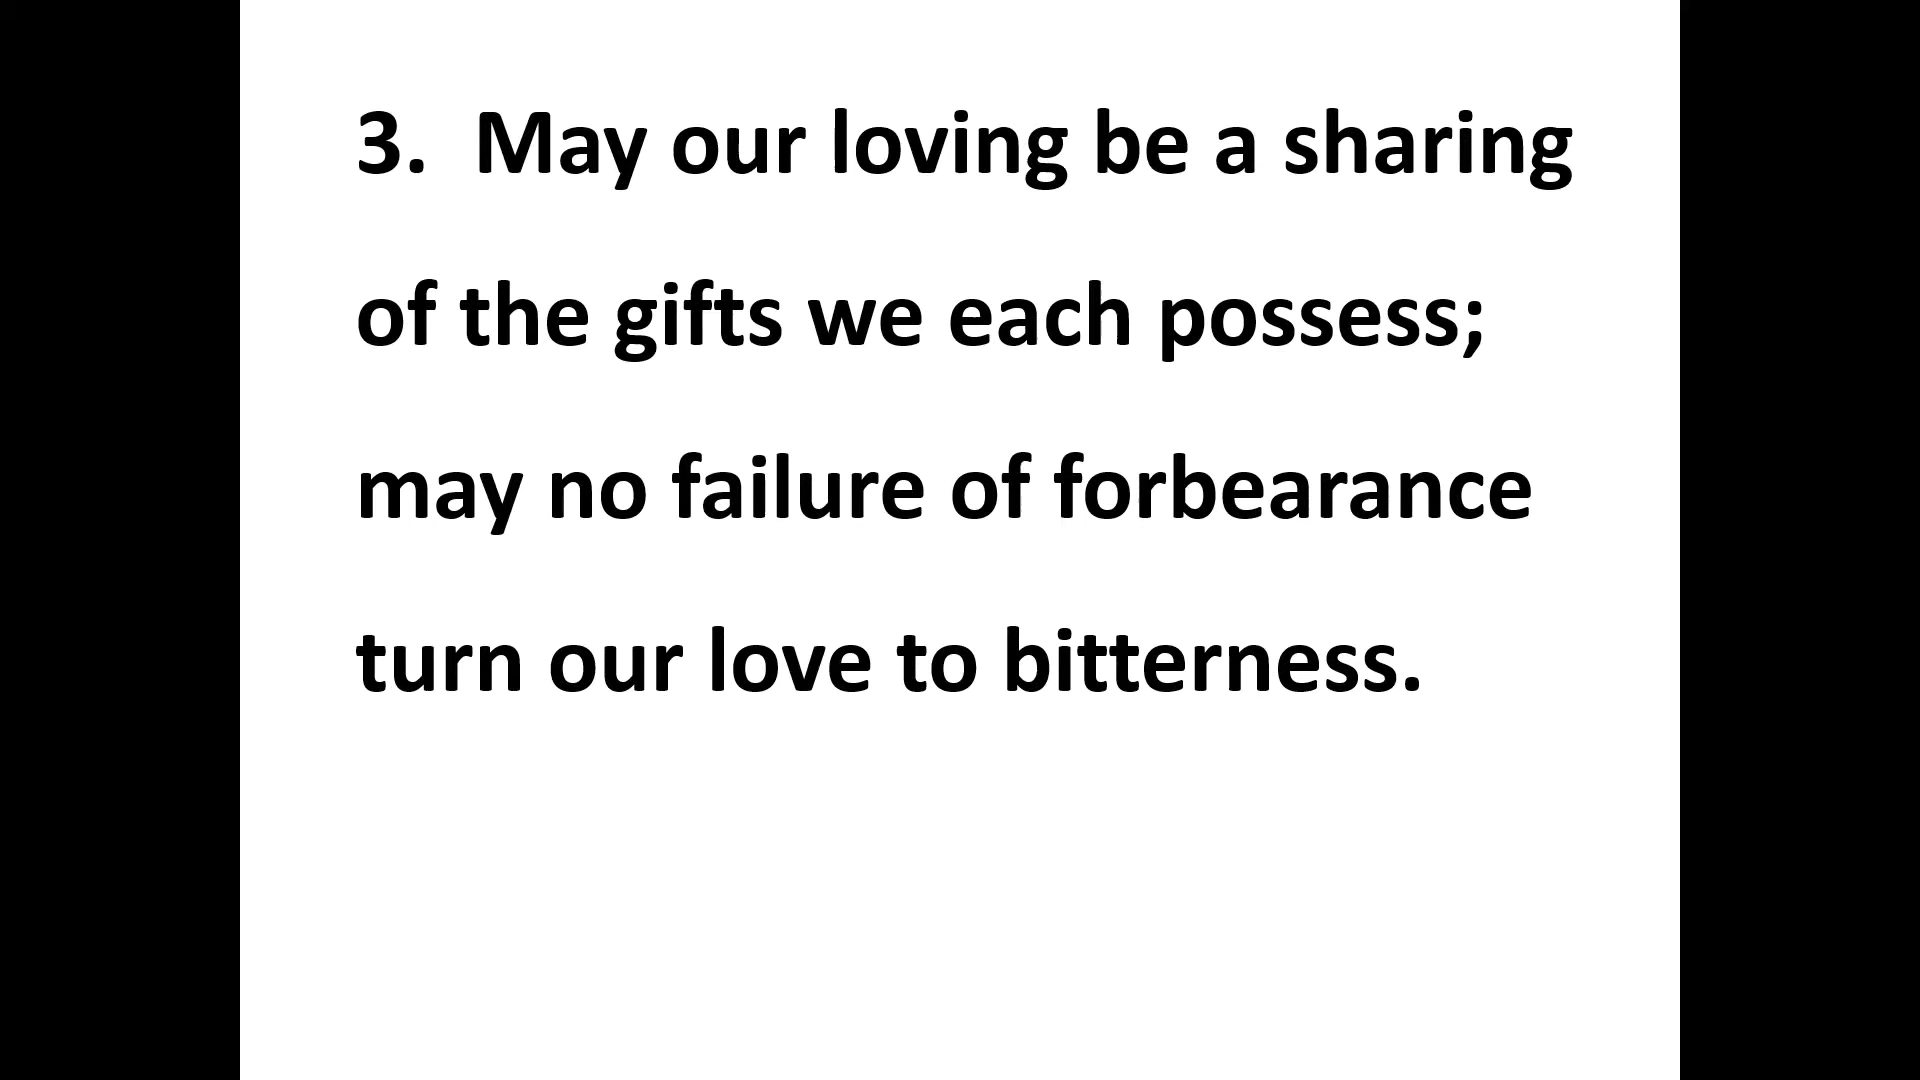 3.  May our loving be a sharing
of the gifts we each possess;
may no failure of forbearance
turn our love to bitterness.